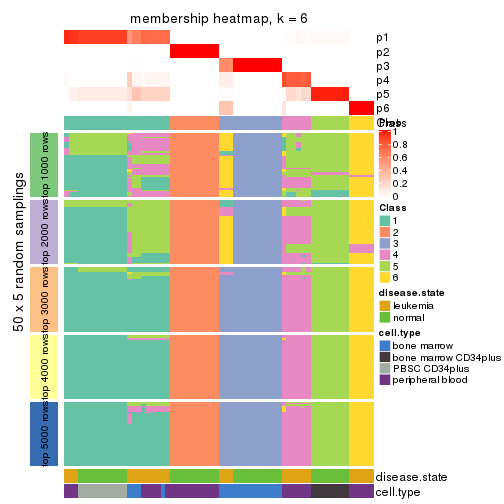 membership heatmap, k = 6
p1
p2
p3
p4
p5
p6
Class
Prob
1
0.8
0.6
0.4
0.2
0
Class
1
2
3
4
5
6
disease.state
leukemia
normal
cell.type
bone marrow
bone marrow CD34plus
PBSC CD34plus
peripheral blood
50 x 5 random samplings
top 1000 rows
top 2000 rows
top 3000 rows
top 4000 rows
top 5000 rows
disease.state
cell.type